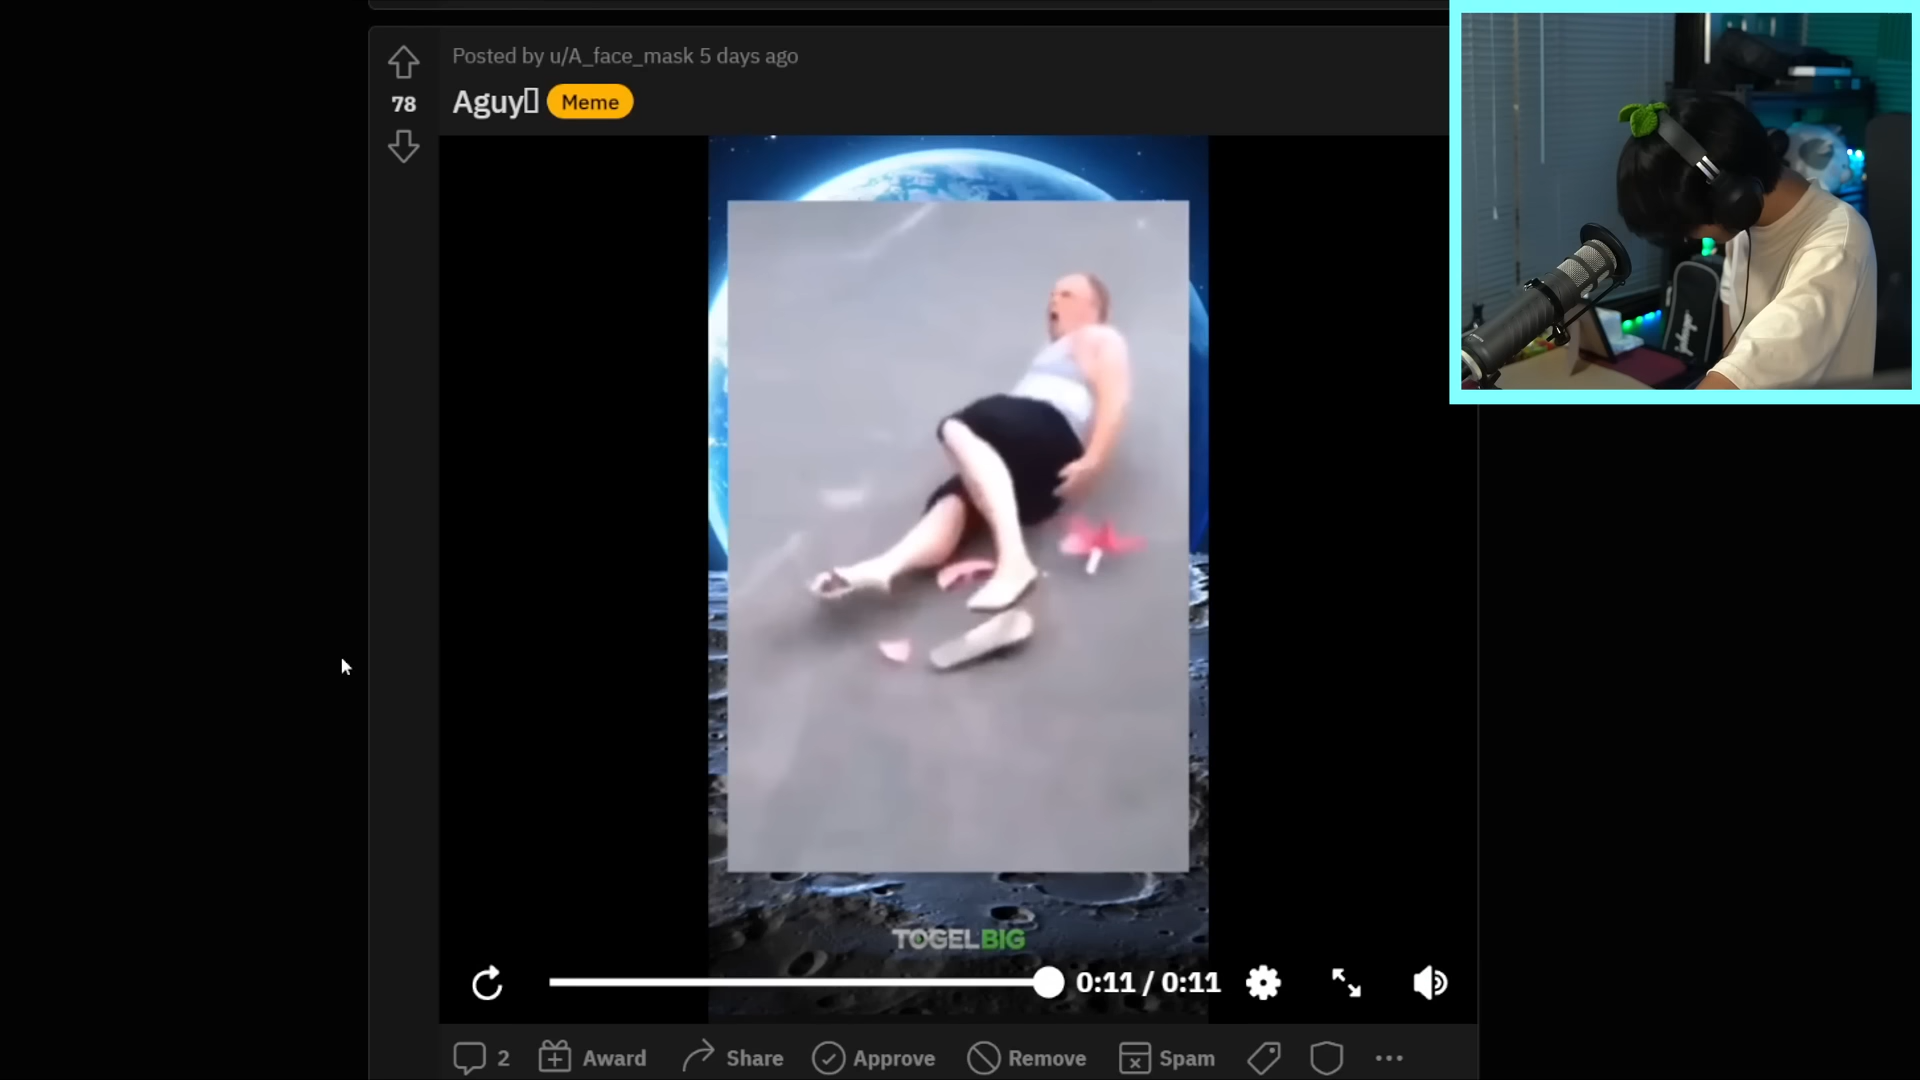 Posted by u/A_face_mask 5 days ago
78
Aguy▯ Meme
TOGELBIG
0:11 / 0:11
2 Award Share Approve Remove Spam